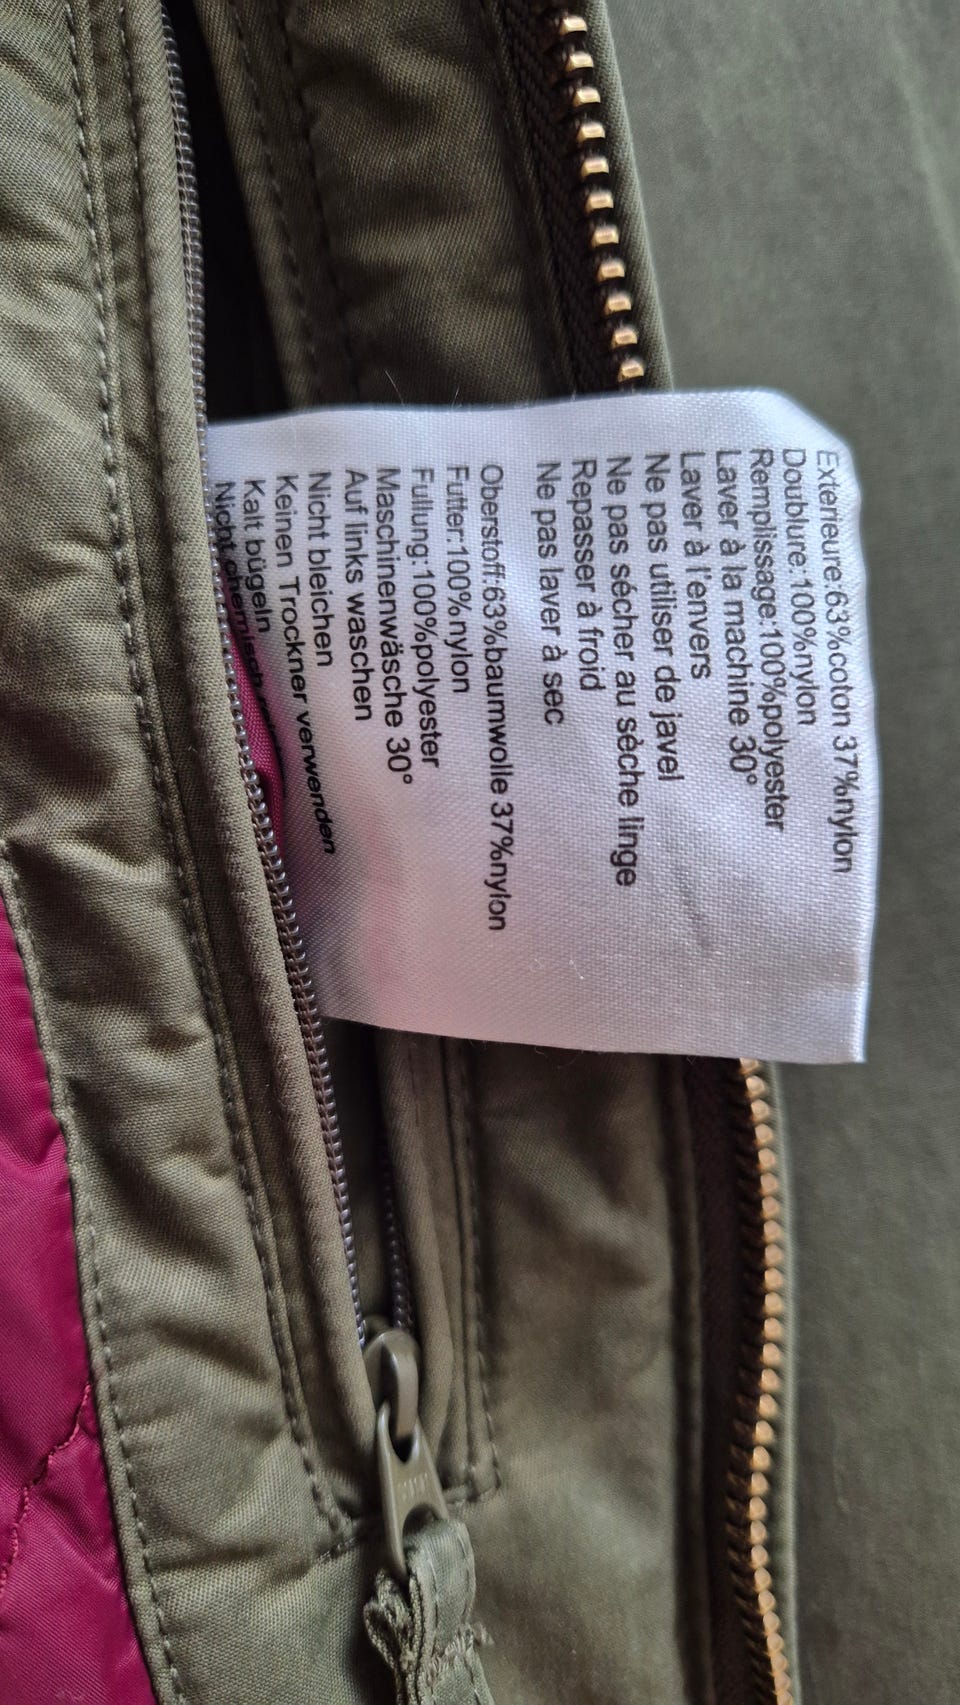 Exterieure:63%coton 37%nylon
Doublure:100%nylon
Remplissage:100%polyester
Laver à la machine 30°
Laver à l'envers
Ne pas utiliser de javel
Ne pas sécher au sèche linge
Repasser à froid
Ne pas laver à sec
Oberstoff:63%baumwolle 37%nylon
Futter:100%nylon
Fullung:100%polyester
Maschinenwäsche 30°
Auf links waschen
Nicht bleichen
Keinen Trockner verwenden
Kalt bügeln
Nicht chemisch